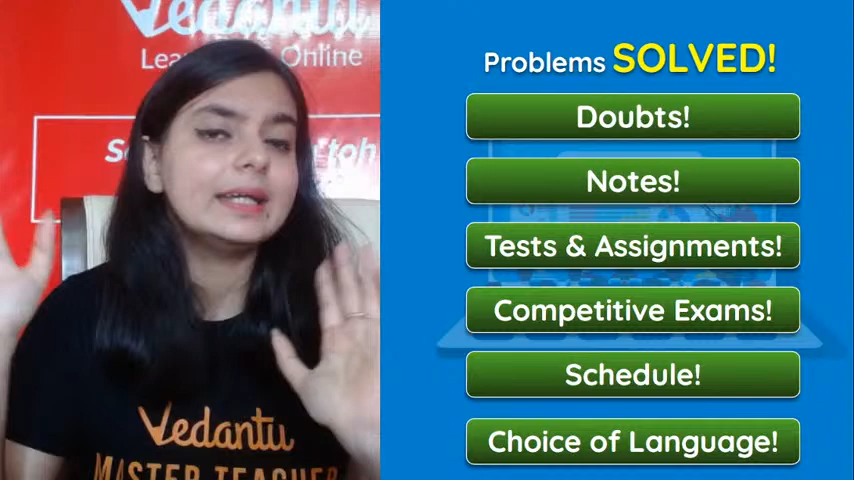 Vedantu
Online
Problems SOLVED!
Doubts!
Notes!
Tests & Assignments!
Competitive Exams!
Schedule!
Choice of Language!
Vedantu
MASTER TEACHER